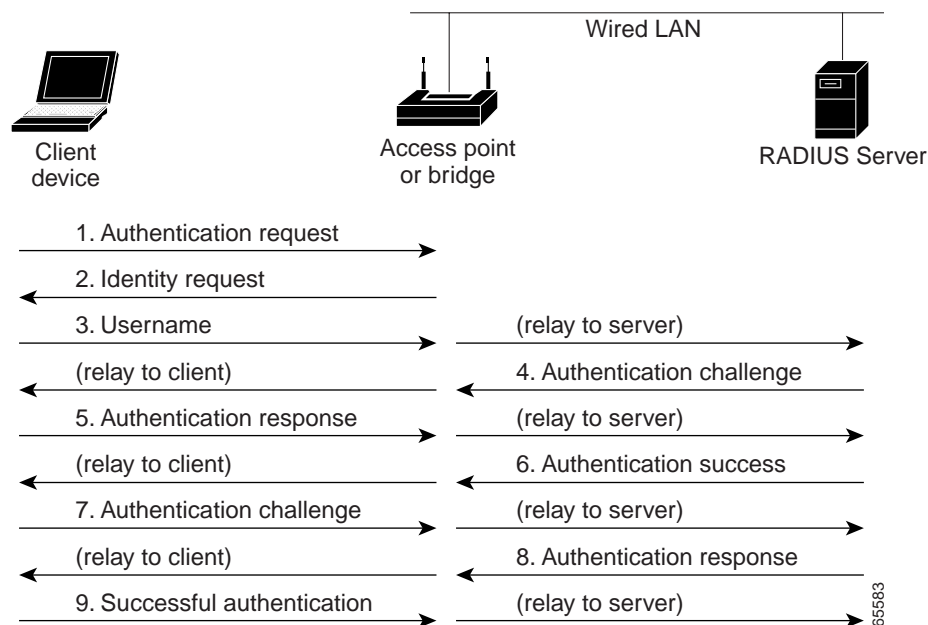 Wired LAN
Client
device
Access point
or bridge
RADIUS Server
1. Authentication request
2. Identity request
3. Username
(relay to server)
(relay to client)
4. Authentication challenge
5. Authentication response
(relay to server)
(relay to client)
6. Authentication success
7. Authentication challenge
(relay to server)
(relay to client)
8. Authentication response
9. Successful authentication
(relay to server)
65583